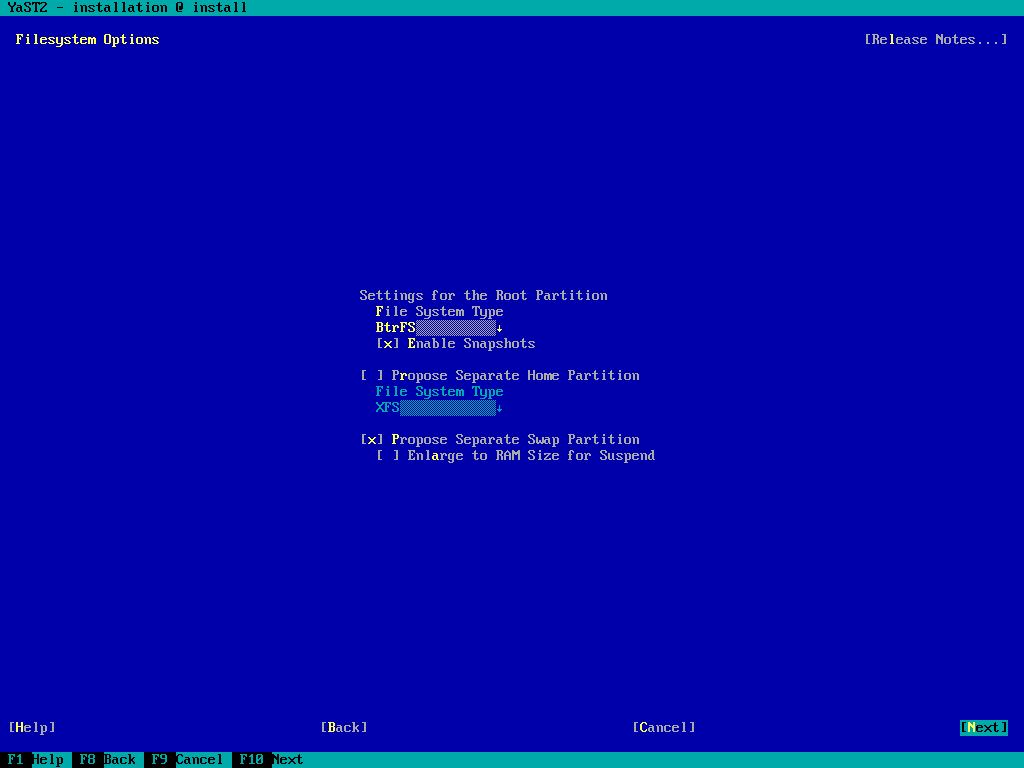 YaST2 - installation @ install
Filesystem Options [Release Notes...]
Settings for the Root Partition
File System Type
BtrFS↓
[x] Enable Snapshots
[ ] Propose Separate Home Partition
File System Type
XFS↓
[x] Propose Separate Swap Partition
[ ] Enlarge to RAM Size for Suspend
[Help] [Back] [Cancel] [Next]
F1 Help F8 Back F9 Cancel F10 Next